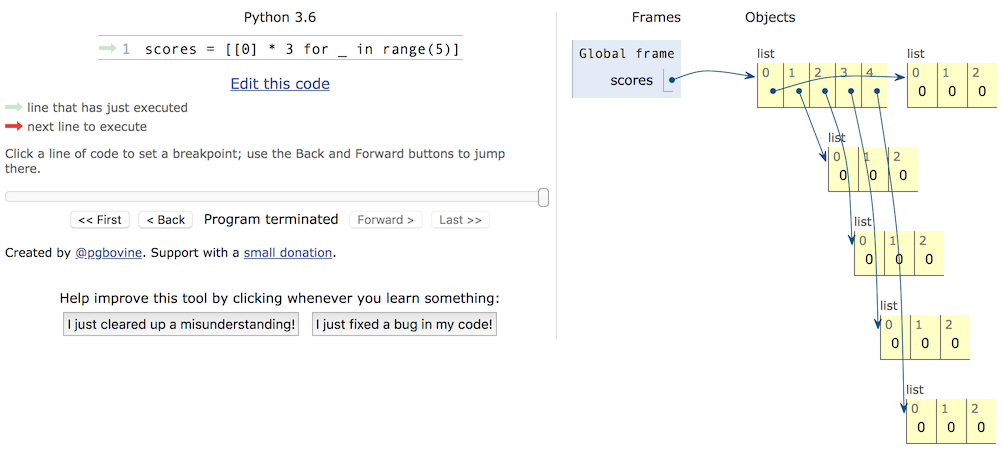 Python 3.6
1 scores = [[0] * 3 for _ in range(5)]
Edit this code
line that has just executed
next line to execute
Click a line of code to set a breakpoint; use the Back and Forward buttons to jump
there.
<< First
< Back
Program terminated
Forward >
Last >>
Created by @pgbovine. Support with a small donation.
Help improve this tool by clicking whenever you learn something:
I just cleared up a misunderstanding!
I just fixed a bug in my code!
Frames
Objects
Global frame
scores
list
0 1 2 3 4
list
0 1 2
0 0 0
list
0 1 2
0 0 0
list
0 1 2
0 0 0
list
0 1 2
0 0 0
list
0 1 2
0 0 0